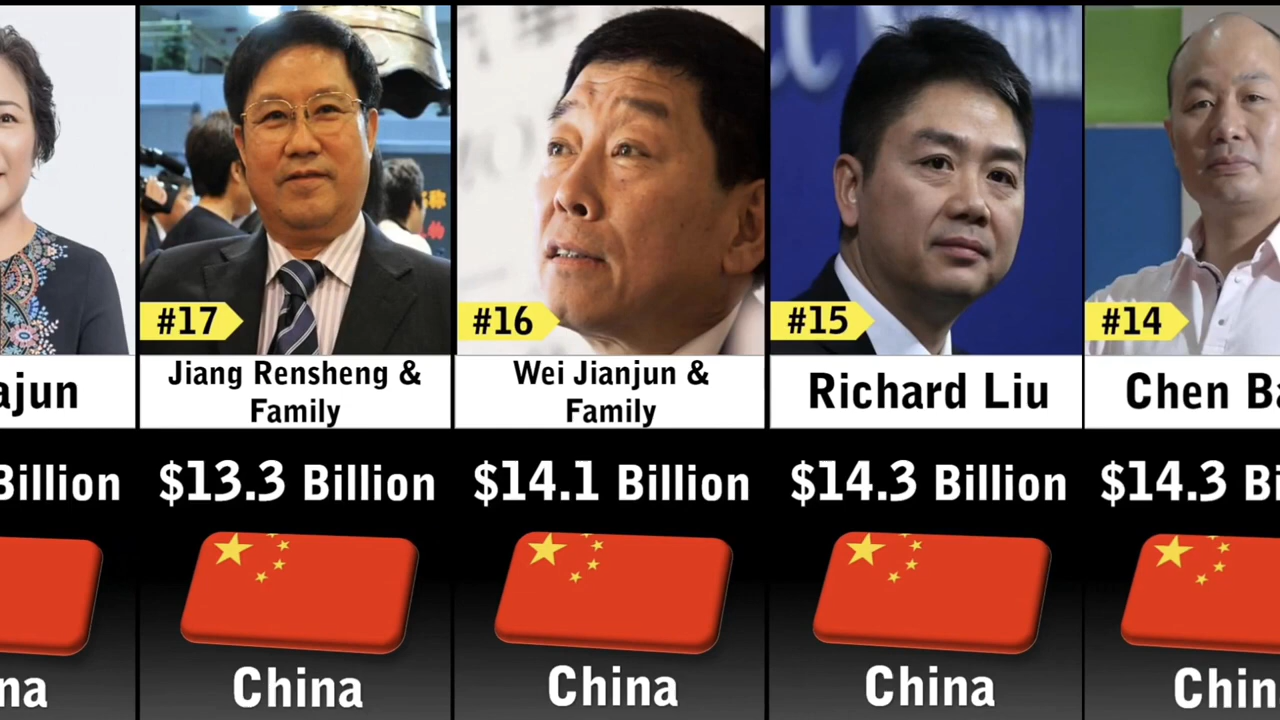 ajun
Billion
na
#17
Jiang Rensheng &
Family
$13.3 Billion
China
#16
Wei Jianjun &
Family
$14.1 Billion
China
#15
Richard Liu
$14.3 Billion
China
#14
Chen Ba
$14.3 Bi
Chin